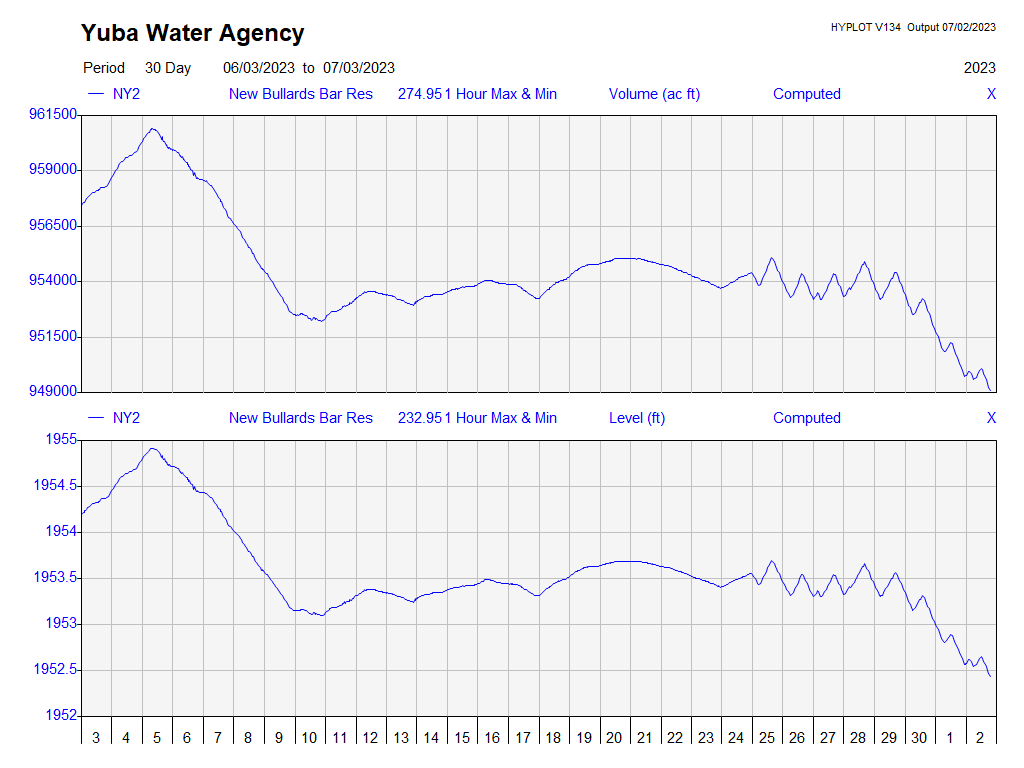 Yuba Water Agency
HYPLOT V134 Output 07/02/2023
Period 30 Day 06/03/2023 to 07/03/2023 2023
NY2 New Bullards Bar Res 274.95 1 Hour Max & Min Volume (ac ft) Computed X
961500
959000
956500
954000
951500
949000
NY2 New Bullards Bar Res 232.95 1 Hour Max & Min Level (ft) Computed X
1955
1954.5
1954
1953.5
1953
1952.5
1952
3 4 5 6 7 8 9 10 11 12 13 14 15 16 17 18 19 20 21 22 23 24 25 26 27 28 29 30 1 2